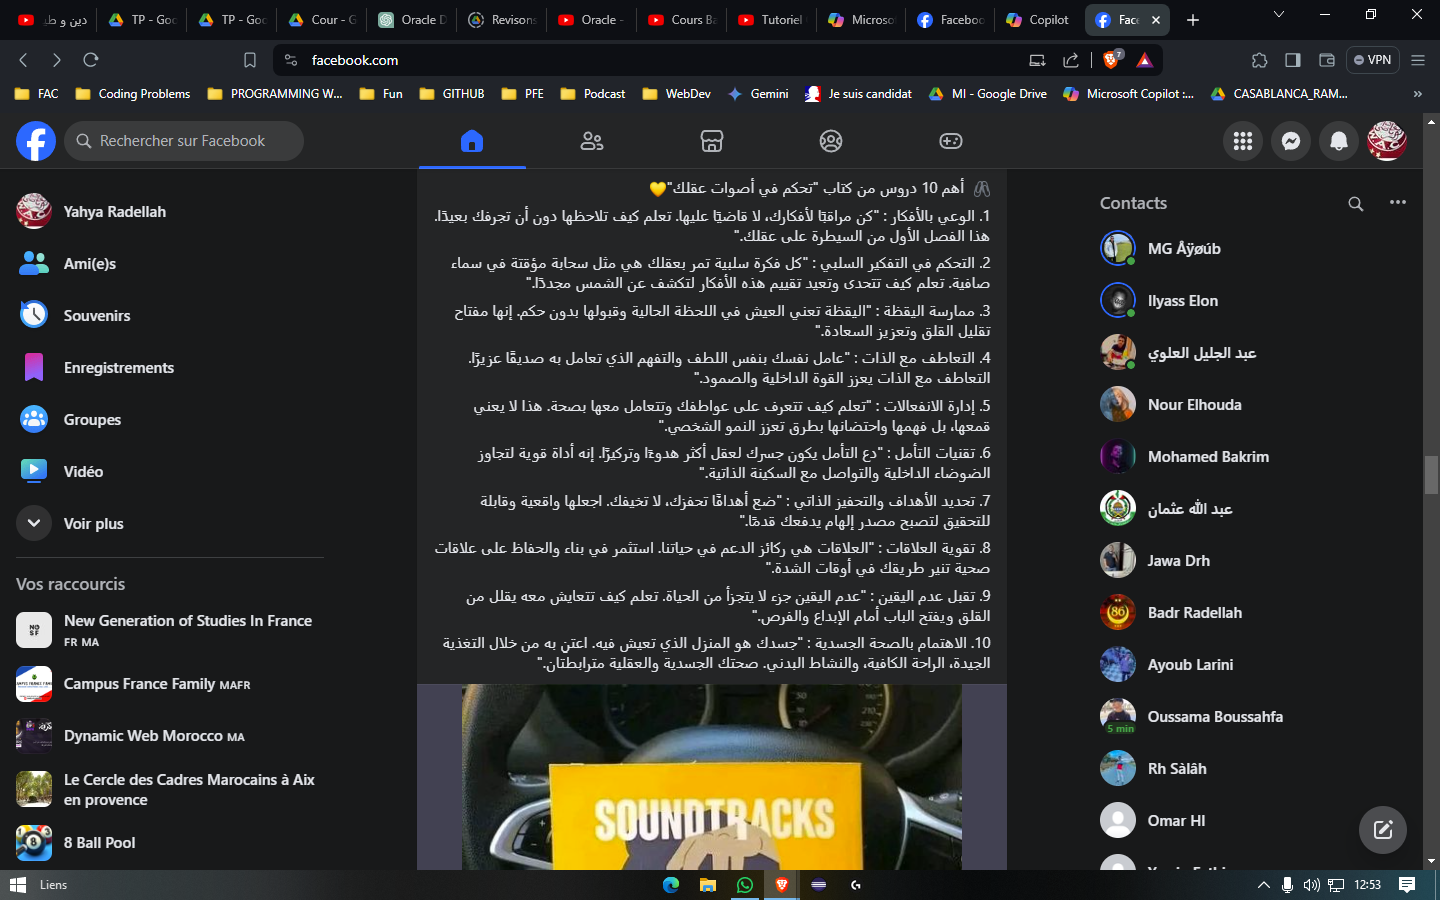 دين و طب
TP - Goo
TP - Goo
Cour - G
Oracle D
Revisons
Oracle -
Cours Ba
Tutoriel
Microsof
Faceboo
Copilot
Face
facebook.com
7
VPN
FAC
Coding Problems
PROGRAMMING W...
Fun
GITHUB
PFE
Podcast
WebDev
Gemini
Je suis candidat
MI - Google Drive
Microsoft Copilot :...
CASABLANCA_RAM...
Rechercher sur Facebook
Yahya Radellah
Ami(e)s
Souvenirs
Enregistrements
Groupes
Vidéo
Voir plus
Vos raccourcis
New Generation of Studies In France
FR MA
Campus France Family MAFR
Dynamic Web Morocco MA
Le Cercle des Cadres Marocains à Aix
en provence
8 Ball Pool
أهم 10 دروس من كتاب "تحكم في أصوات عقلك"💛
1. الوعي بالأفكار : "كن مراقبًا لأفكارك، لا قاضيًا عليها. تعلم كيف تلاحظها دون أن تجرفك بعيدًا.
هذا الفصل الأول من السيطرة على عقلك."
2. التحكم في التفكير السلبي : "كل فكرة سلبية تمر بعقلك هي مثل سحابة مؤقتة في سماء
صافية. تعلم كيف تتحدى وتعيد تقييم هذه الأفكار لتكشف عن الشمس مجددًا."
3. ممارسة اليقظة : "اليقظة تعني العيش في اللحظة الحالية وقبولها بدون حكم. إنها مفتاح
تقليل القلق وتعزيز السعادة."
4. التعاطف مع الذات : "عامل نفسك بنفس اللطف والتفهم الذي تعامل به صديقًا عزيزًا.
التعاطف مع الذات يعزز القوة الداخلية والصمود."
5. إدارة الانفعالات : "تعلم كيف تتعرف على عواطفك وتتعامل معها بصحة. هذا لا يعني
قمعها، بل فهمها واحتضانها بطرق تعزز النمو الشخصي."
6. تقنيات التأمل : "دع التأمل يكون جسرك لعقل أكثر هدوءًا وتركيزًا. إنه أداة قوية لتجاوز
الضوضاء الداخلية والتواصل مع السكينة الذاتية."
7. تحديد الأهداف والتحفيز الذاتي : "ضع أهدافًا تحفزك، لا تخيفك. اجعلها واقعية وقابلة
للتحقيق لتصبح مصدر إلهام يدفعك قدمًا."
8. تقوية العلاقات : "العلاقات هي ركائز الدعم في حياتنا. استثمر في بناء والحفاظ على علاقات
صحية تنير طريقك في أوقات الشدة."
9. تقبل عدم اليقين : "عدم اليقين جزء لا يتجزأ من الحياة. تعلم كيف تتعايش معه يقلل من
القلق ويفتح الباب أمام الإبداع والفرص."
10. الاهتمام بالصحة الجسدية : "جسدك هو المنزل الذي تعيش فيه. اعتنِ به من خلال التغذية
الجيدة، الراحة الكافية، والنشاط البدني. صحتك الجسدية والعقلية مترابطتان."
SOUNDTRACKS
Contacts
MG Åÿøúb
Ilyass Elon
عبد الجليل العلوي
Nour Elhouda
Mohamed Bakrim
عبد الله عثمان
Jawa Drh
Badr Radellah
Ayoub Larini
Oussama Boussahfa
5 min
Rh Sàlâh
Omar Hl
Liens
12:53